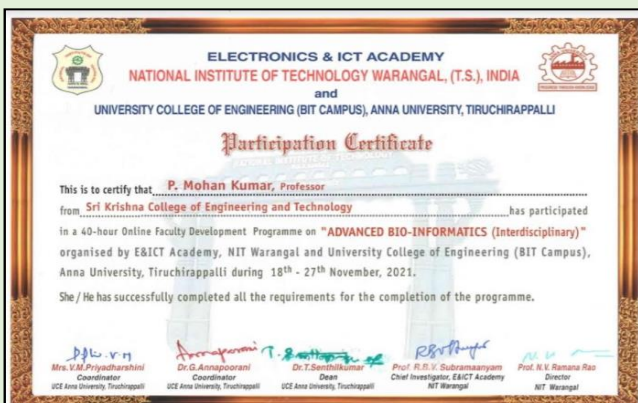 ELECTRONICS & ICT ACADEMY
NATIONAL INSTITUTE OF TECHNOLOGY WARANGAL, (T.S.), INDIA
and
UNIVERSITY COLLEGE OF ENGINEERING (BIT CAMPUS), ANNA UNIVERSITY, TIRUCHIRAPPALLI
Participation Certificate
This is to certify that P. Mohan Kumar, Professor
from Sri Krishna College of Engineering and Technology has participated
in a 40-hour Online Faculty Development Programme on "ADVANCED BIO-INFORMATICS (Interdisciplinary)"
organised by E&ICT Academy, NIT Warangal and University College of Engineering (BIT Campus),
Anna University, Tiruchirappalli during 18th - 27th November, 2021.
She / He has successfully completed all the requirements for the completion of the programme.
Mrs.V.M.Priyadharshini Dr.G.Annapoorani Dr.T.Senthilkumar Prof. R.B.V. Subramaanyam Prof. N.V. Ramana Rao
Coordinator Coordinator Dean Chief Investigator, E&ICT Academy Director
UCE Anna University, Tiruchirappalli UCE Anna University, Tiruchirappalli UCE Anna University, Tiruchirappalli NIT Warangal NIT Warangal